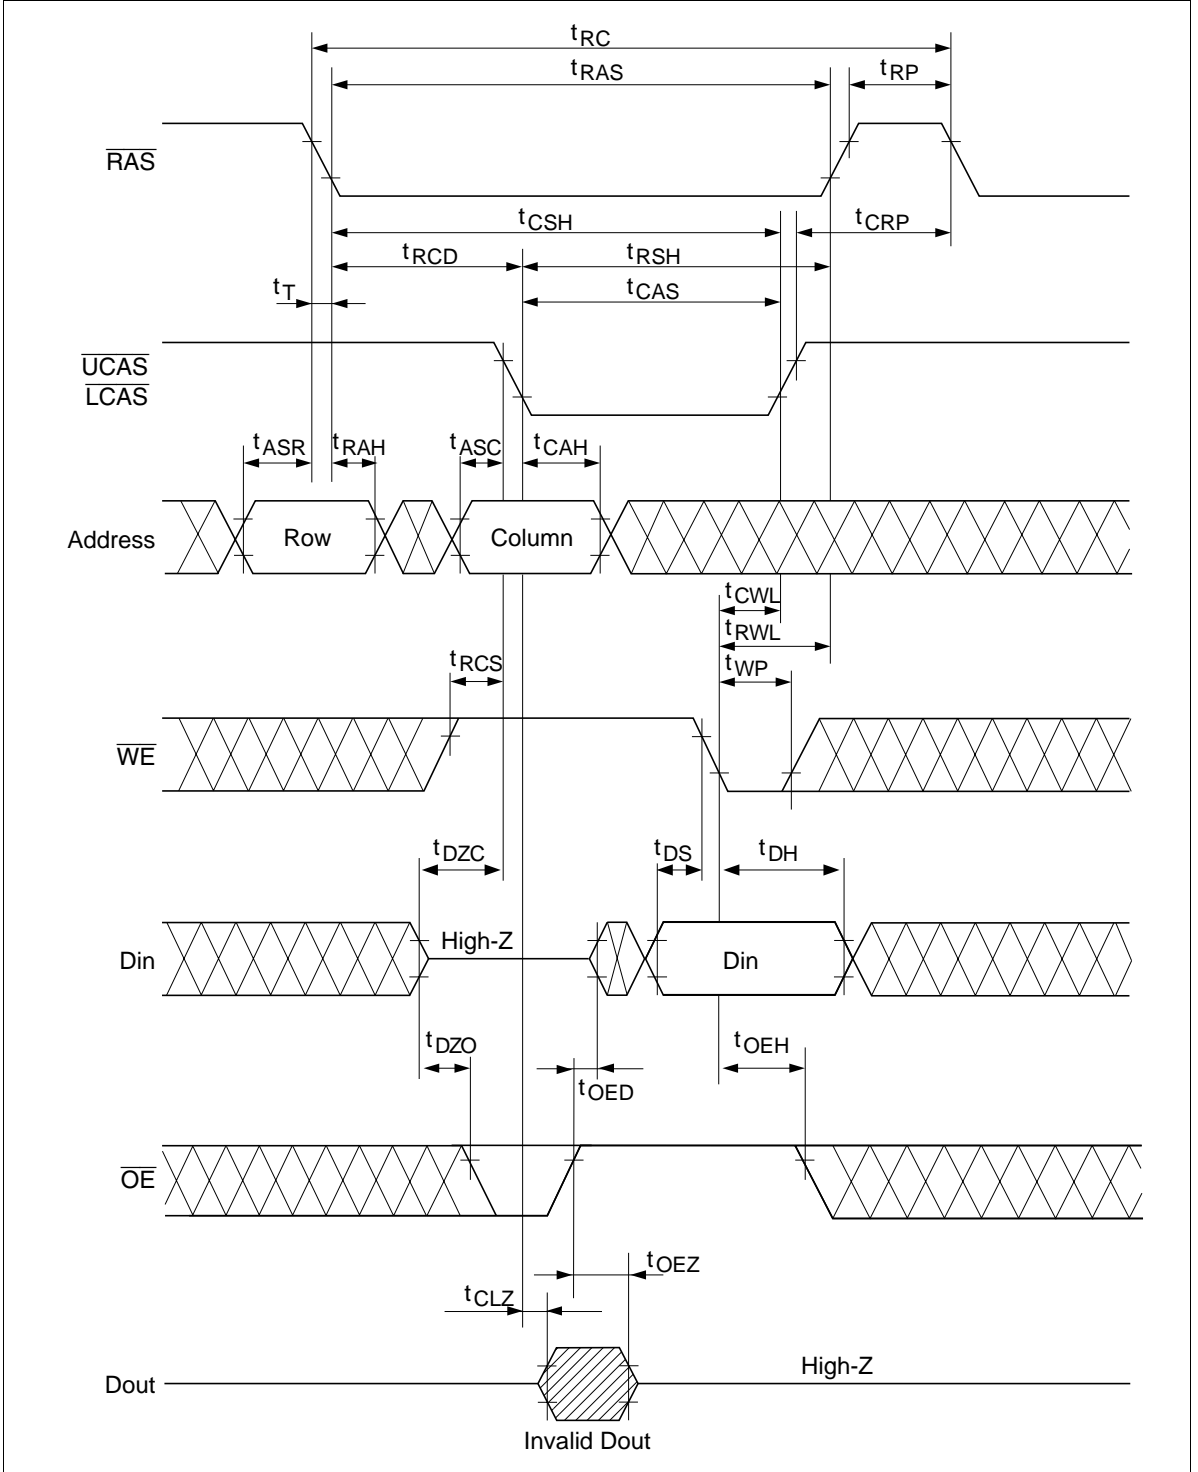 tRC
tRAS
tRP
RAS
tCSH
tCRP
tRCD
tRSH
tT
tCAS
UCAS
LCAS
tASR
tRAH
tASC
tCAH
Address
Row
Column
tCWL
tRWL
tRCS
tWP
WE
tDZC
tDS
tDH
High-Z
Din
Din
tDZO
tOEH
tOED
OE
tOEZ
tCLZ
High-Z
Dout
Invalid Dout